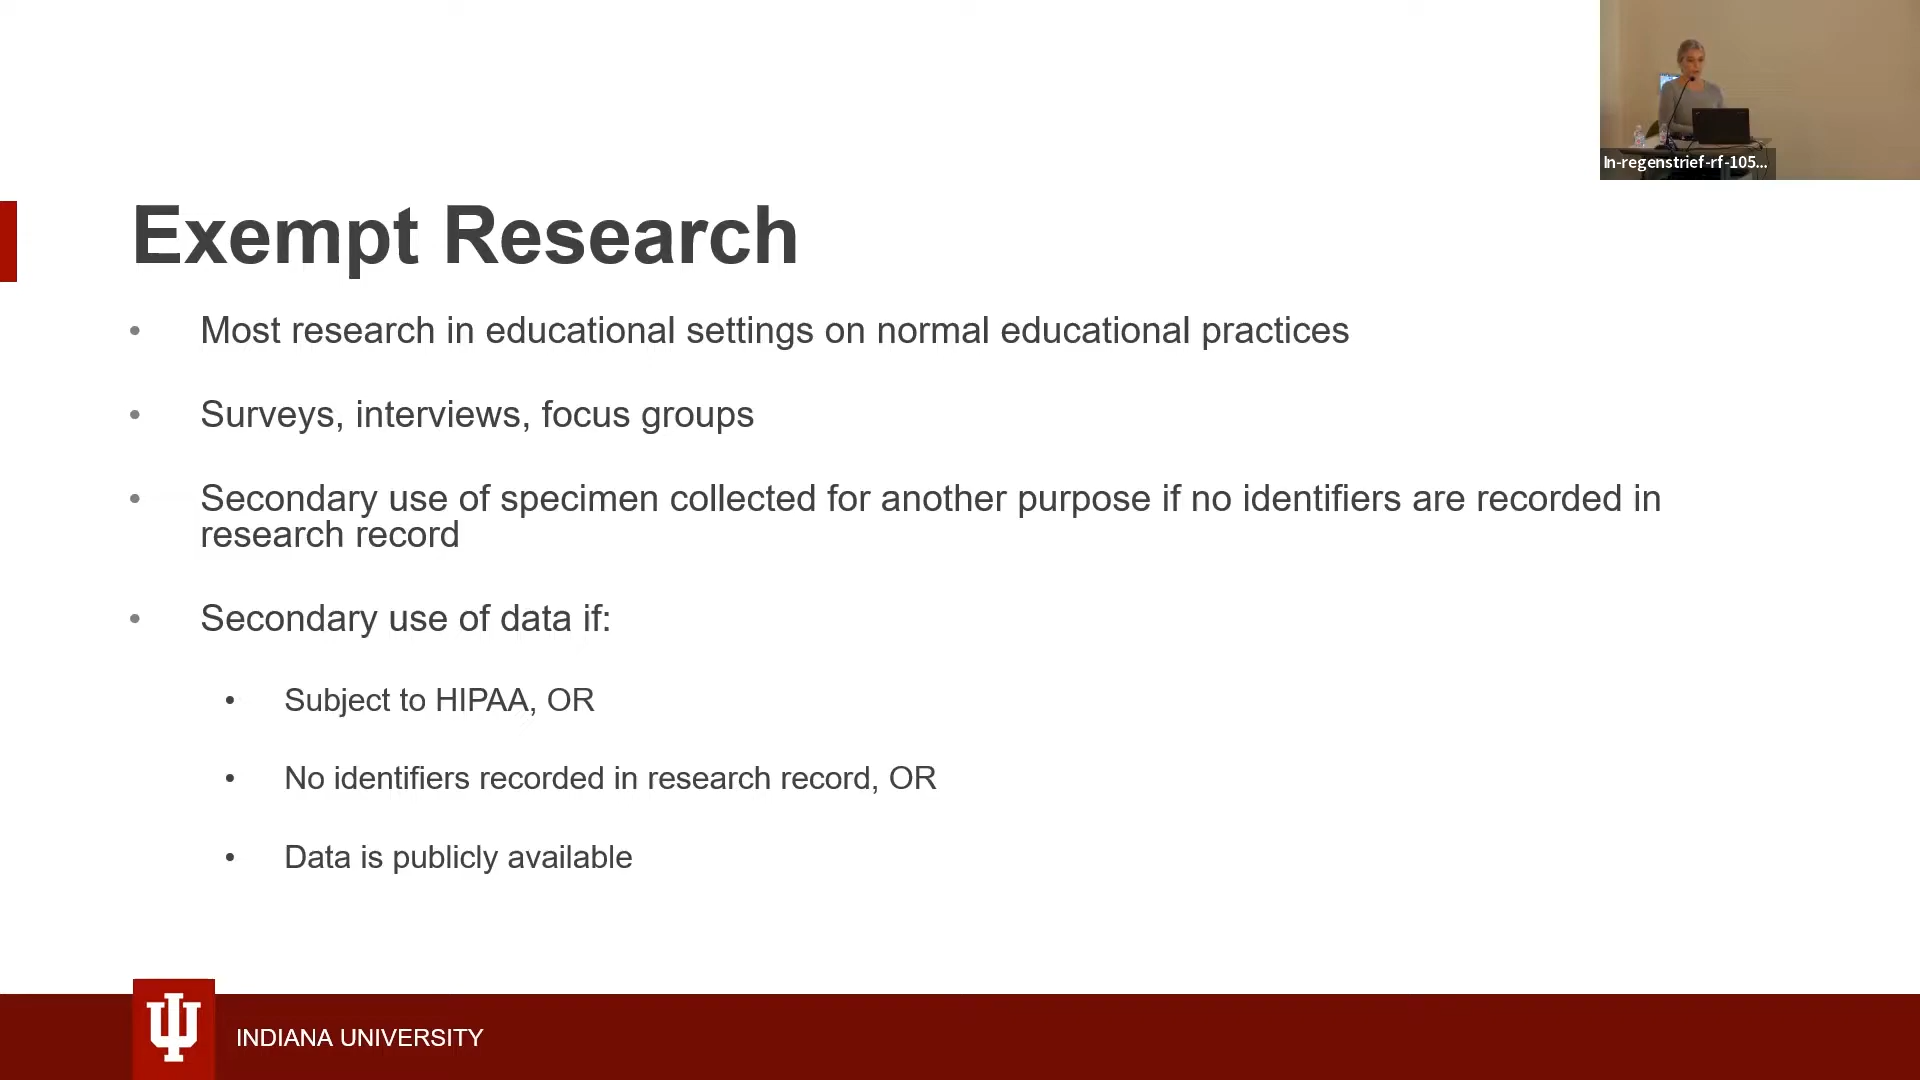 In-regenstrief-rf-105...
Exempt Research
• Most research in educational settings on normal educational practices
• Surveys, interviews, focus groups
• Secondary use of specimen collected for another purpose if no identifiers are recorded in
research record
• Secondary use of data if:
• Subject to HIPAA, OR
• No identifiers recorded in research record, OR
• Data is publicly available
INDIANA UNIVERSITY